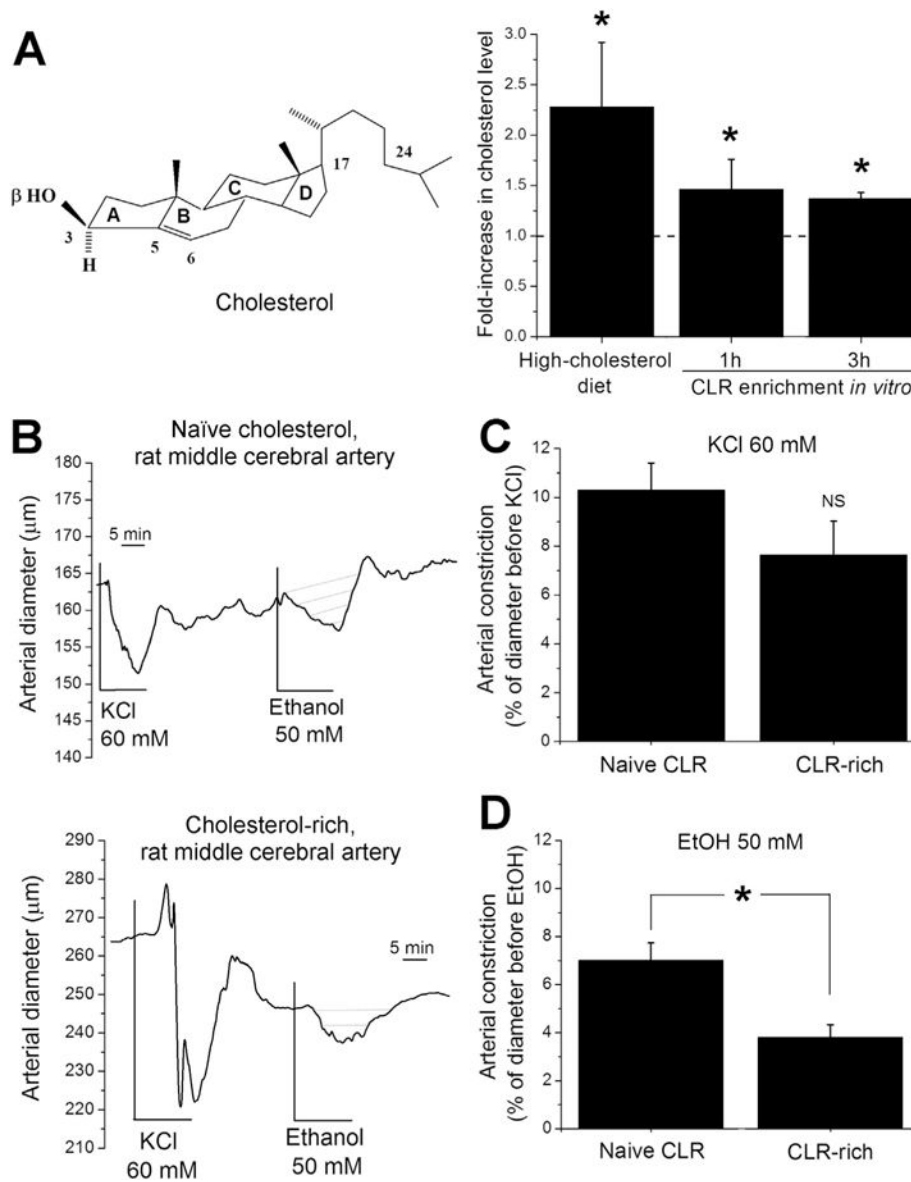 A
β HO
A
B
C
D
3
H
5
6
17
24
Cholesterol
Fold-increase in cholesterol level
3.0
2.5
2.0
1.5
1.0
0.5
0.0
*
*
*
High-cholesterol
diet
1h
3h
CLR enrichment in vitro
B
Naïve cholesterol,
rat middle cerebral artery
Arterial diameter (μm)
180
175
170
165
160
155
150
145
140
5 min
KCl
60 mM
Ethanol
50 mM
Cholesterol-rich,
rat middle cerebral artery
Arterial diameter (μm)
290
280
270
260
250
240
230
220
210
5 min
KCl
60 mM
Ethanol
50 mM
C
KCl 60 mM
Arterial constriction
(% of diameter before KCl)
12
10
8
6
4
2
0
NS
Naive CLR
CLR-rich
D
EtOH 50 mM
Arterial constriction
(% of diameter before EtOH)
12
10
8
6
4
2
0
*
Naive CLR
CLR-rich